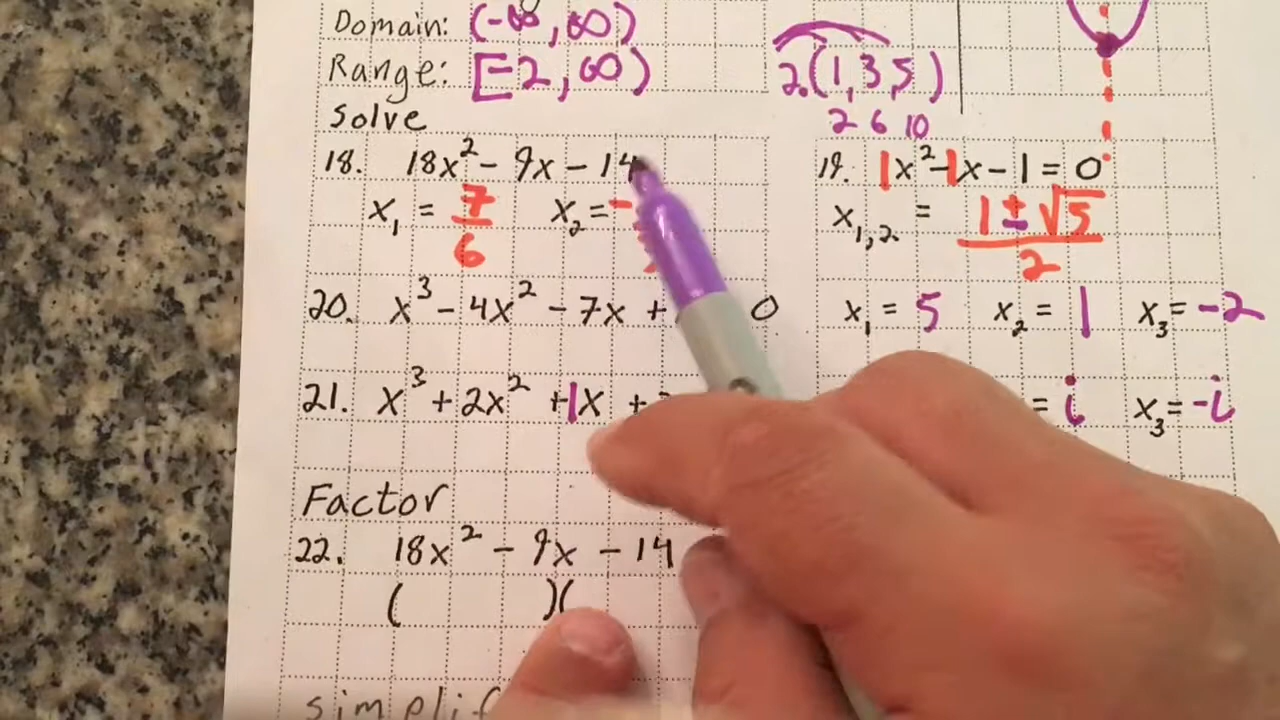 Domain: (-∞,∞)
Range: [-2,∞)
2.(1,3,5)
2 6 10
Solve
18. 18x² - 9x - 14
x₁ = 7/6 x₂ = -
19. 1x² - 1x - 1 = 0
x₁,₂ = 1±√5/2
20. x³ - 4x² - 7x + 0 x₁ = 5 x₂ = 1 x₃ = -2
21. x³ + 2x² + 1x + = i x₃ = -i
Factor
22. 18x² - 9x - 14
( )(
simplif